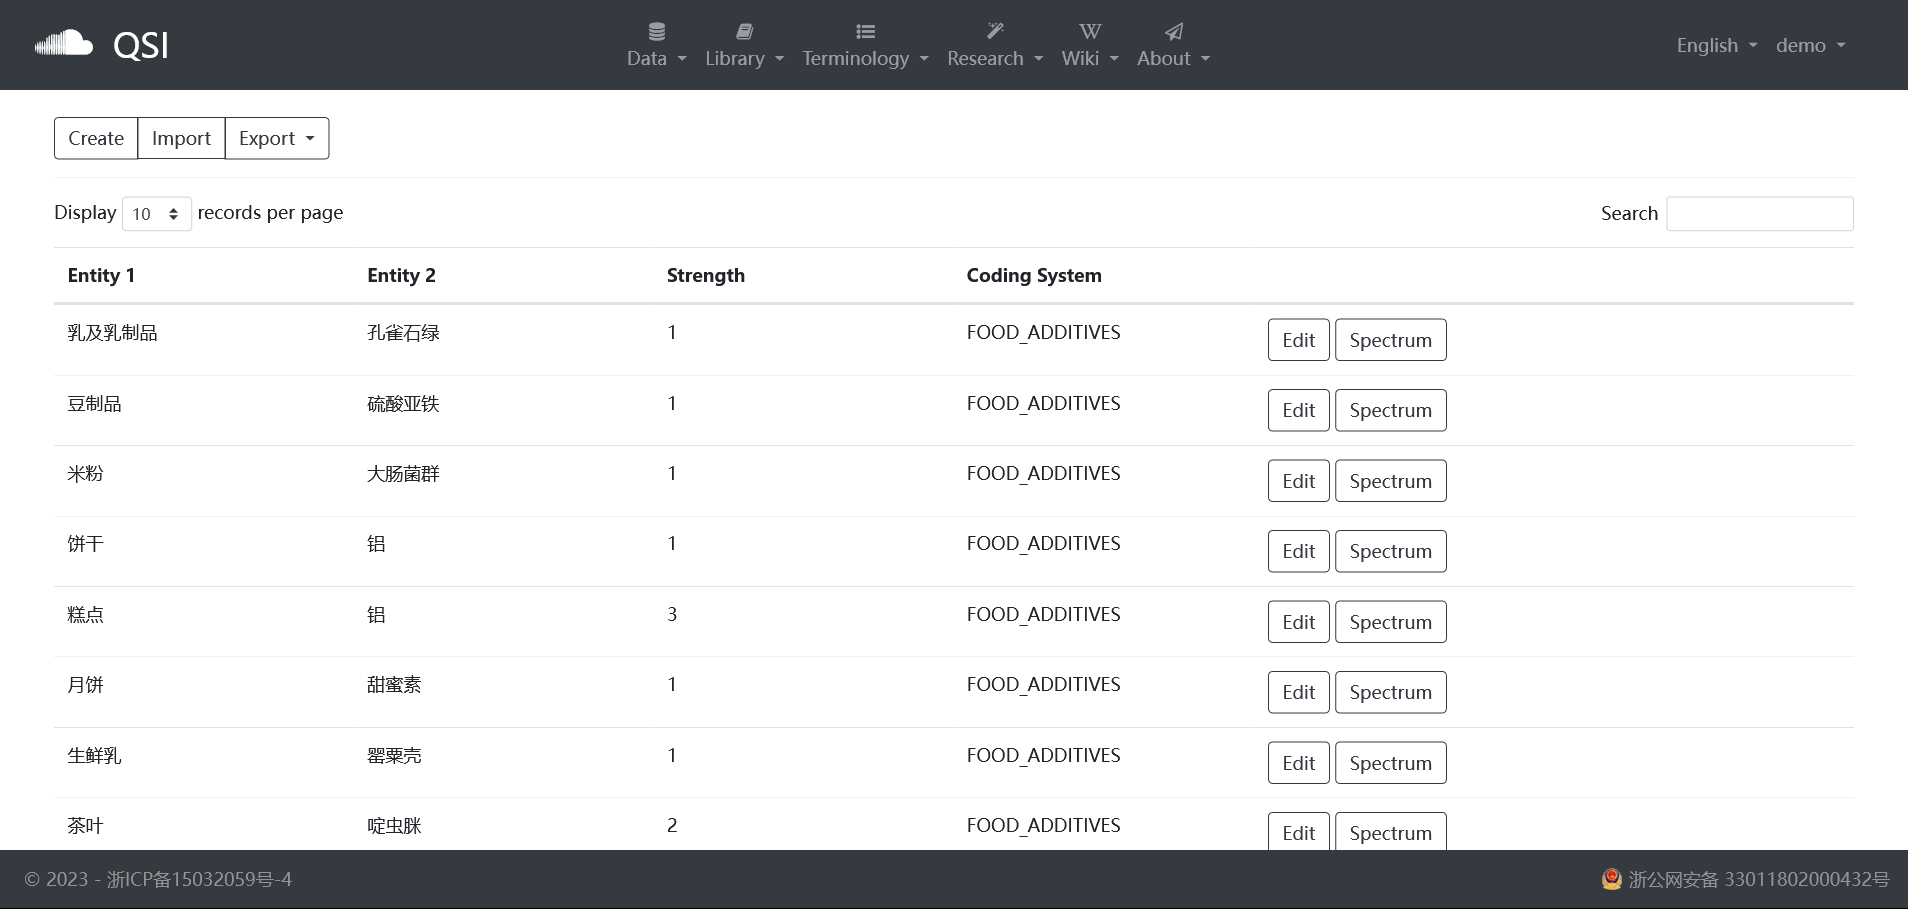 QSI
Data Library Terminology Research Wiki About
English demo
Create Import Export
Display 10 records per page
Search
Entity 1 Entity 2 Strength Coding System
乳及乳制品 孔雀石绿 1 FOOD_ADDITIVES Edit Spectrum
豆制品 硫酸亚铁 1 FOOD_ADDITIVES Edit Spectrum
米粉 大肠菌群 1 FOOD_ADDITIVES Edit Spectrum
饼干 铝 1 FOOD_ADDITIVES Edit Spectrum
糕点 铝 3 FOOD_ADDITIVES Edit Spectrum
月饼 甜蜜素 1 FOOD_ADDITIVES Edit Spectrum
生鲜乳 罂粟壳 1 FOOD_ADDITIVES Edit Spectrum
茶叶 啶虫脒 2 FOOD_ADDITIVES Edit Spectrum
© 2023 - 浙ICP备15032059号-4
浙公网安备 33011802000432号